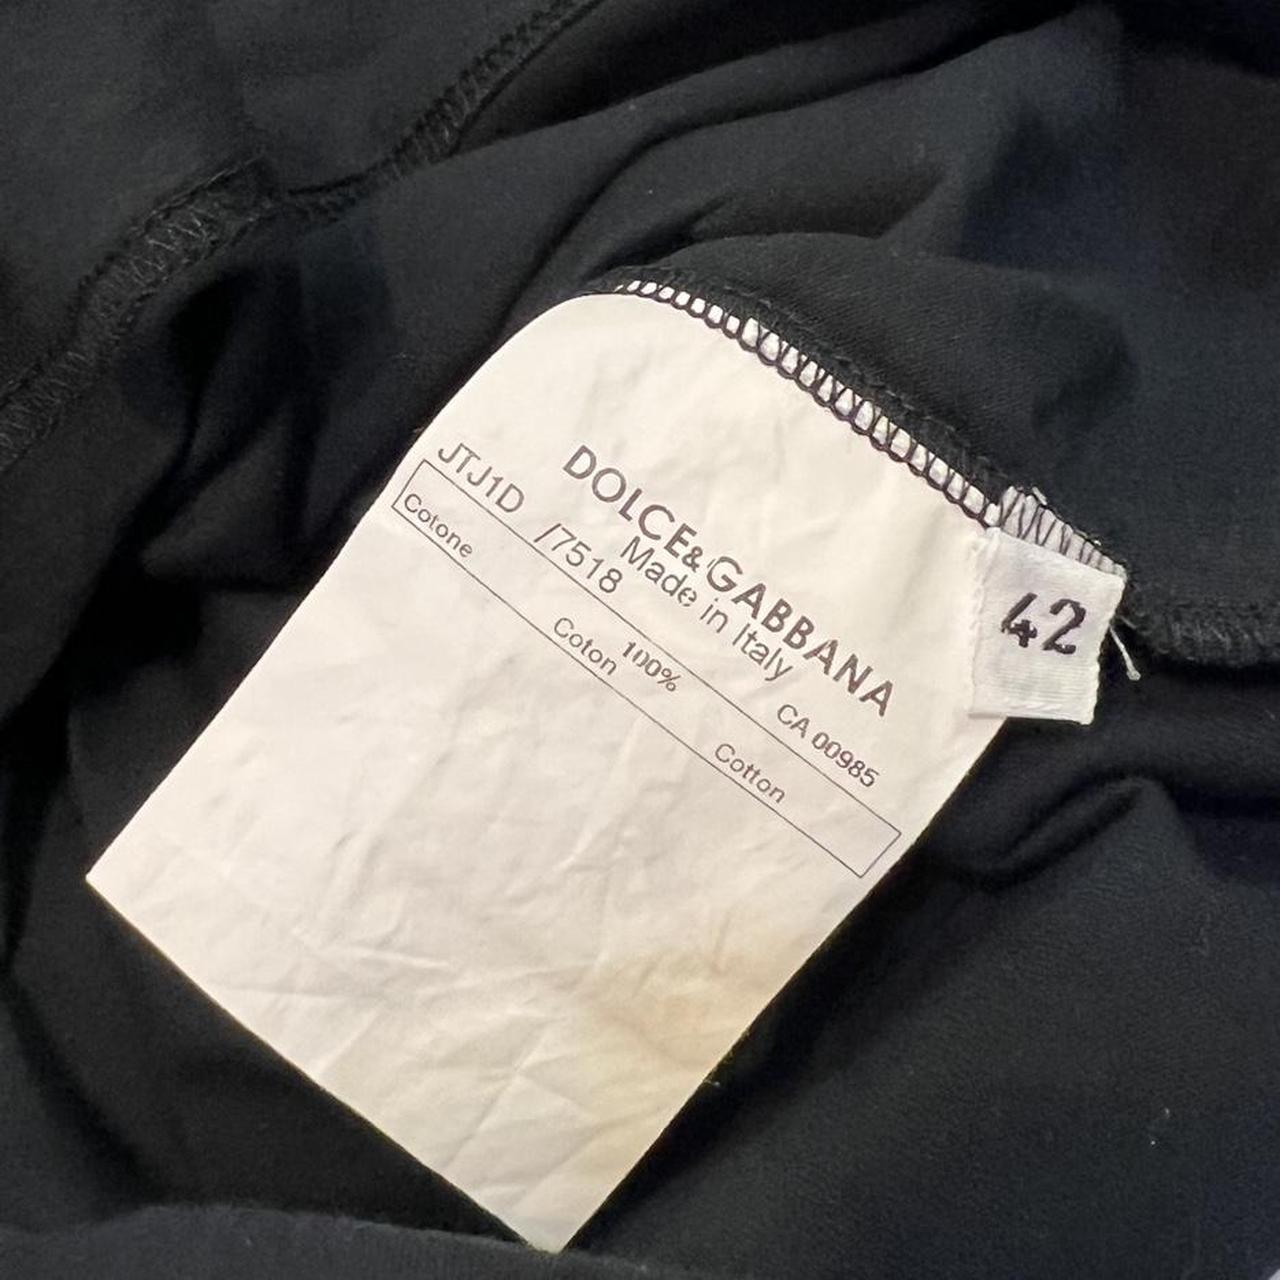 DOLCE&GABBANA
Made in Italy
JTJ1D /7518 CA 00985
100%
Cotone Coton Cotton
42